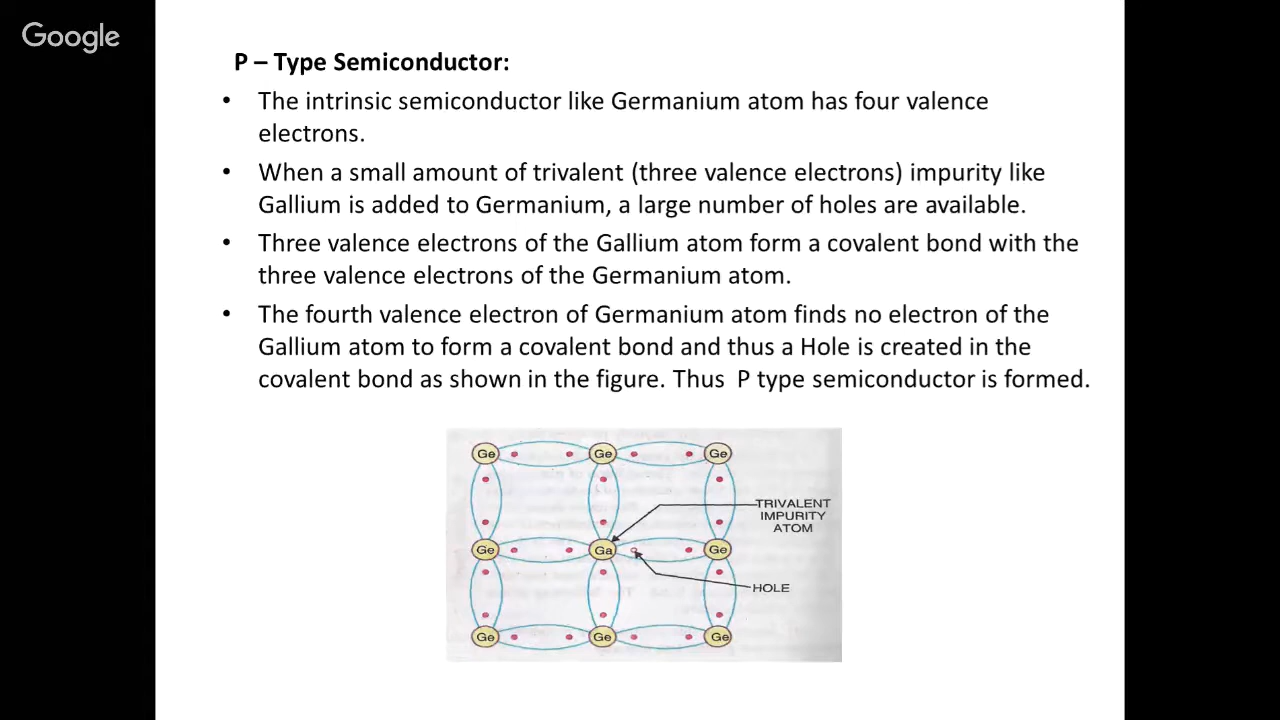 Google
P – Type Semiconductor:
• The intrinsic semiconductor like Germanium atom has four valence
electrons.
• When a small amount of trivalent (three valence electrons) impurity like
Gallium is added to Germanium, a large number of holes are available.
• Three valence electrons of the Gallium atom form a covalent bond with the
three valence electrons of the Germanium atom.
• The fourth valence electron of Germanium atom finds no electron of the
Gallium atom to form a covalent bond and thus a Hole is created in the
covalent bond as shown in the figure. Thus  P type semiconductor is formed.
Ge Ge Ge
TRIVALENT
IMPURITY
ATOM
Ge Ga Ge
HOLE
Ge Ge Ge